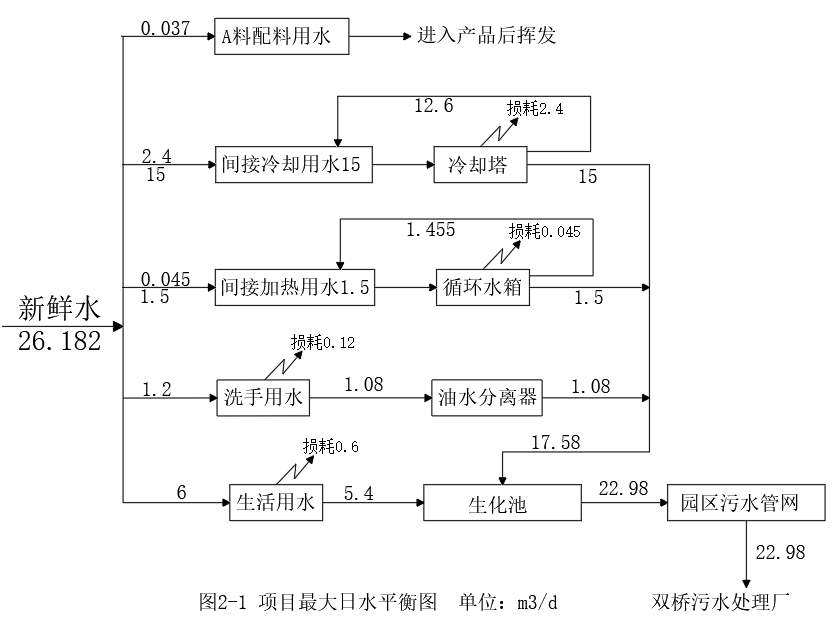 0.037
A料配料用水
进入产品后挥发
12.6
损耗2.4
2.4
15
间接冷却用水15
冷却塔
15
1.455
损耗0.045
0.045
1.5
间接加热用水1.5
循环水箱
1.5
新鲜水
26.182
损耗0.12
1.2
洗手用水
1.08
油水分离器
1.08
损耗0.6
17.58
6
生活用水
5.4
生化池
22.98
园区污水管网
22.98
图2-1 项目最大日水平衡图 单位：m3/d
双桥污水处理厂